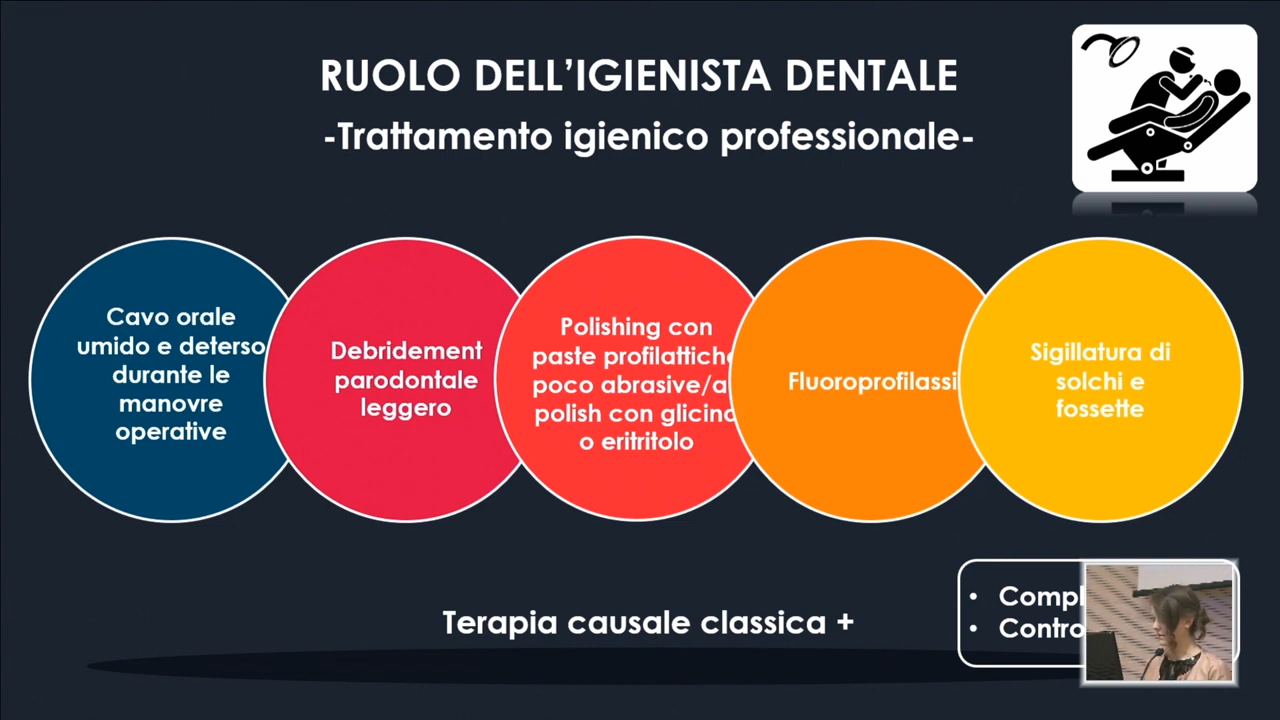 RUOLO DELL’IGIENISTA DENTALE
-Trattamento igienico professionale-
Cavo orale
umido e deterso
durante le
manovre
operative
Debridement
parodontale
leggero
Polishing con
paste profilattiche
poco abrasive/a
polish con glicina
o eritritolo
Fluoroprofilassi
Sigillatura di
solchi e
fossette
Terapia causale classica +
• Compl
• Contro